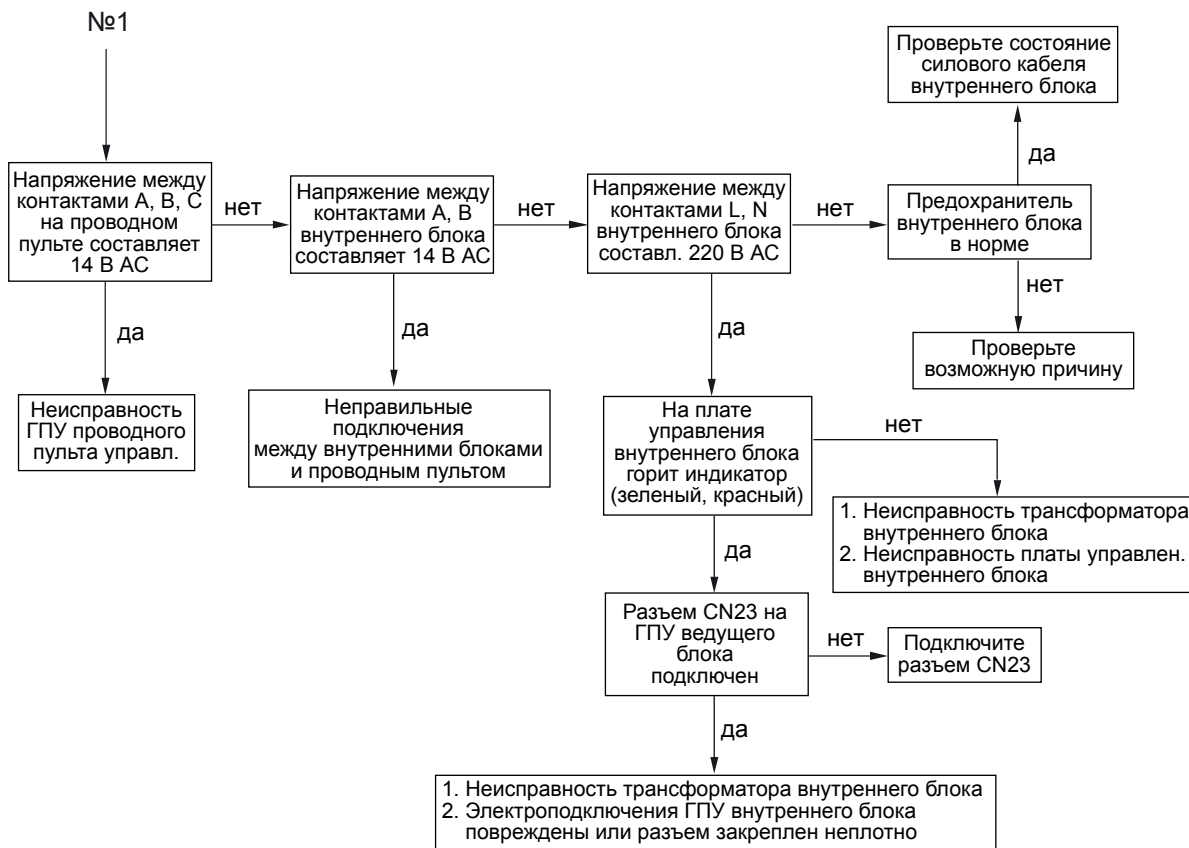 №1
Проверьте состояние
силового кабеля
внутреннего блока
да
Напряжение между
контактами A, B, C
на проводном
пульте составляет
14 В AC
нет
Напряжение между
контактами A, B
внутреннего блока
составляет 14 В AC
нет
Напряжение между
контактами L, N
внутреннего блока
составл. 220 В AC
нет
Предохранитель
внутреннего блока
в норме
да
да
да
нет
Неисправность
ГПУ проводного
пульта управл.
Неправильные
подключения
между внутренними блоками
и проводным пультом
Проверьте
возможную причину
На плате
управления
внутреннего блока
горит индикатор
(зеленый, красный)
нет
1. Неисправность трансформатора
внутреннего блока
2. Неисправность платы управлен.
внутреннего блока
да
Разъем CN23 на
ГПУ ведущего
блока
подключен
нет
Подключите
разъем CN23
да
1. Неисправность трансформатора внутреннего блока
2. Электроподключения ГПУ внутреннего блока
повреждены или разъем закреплен неплотно